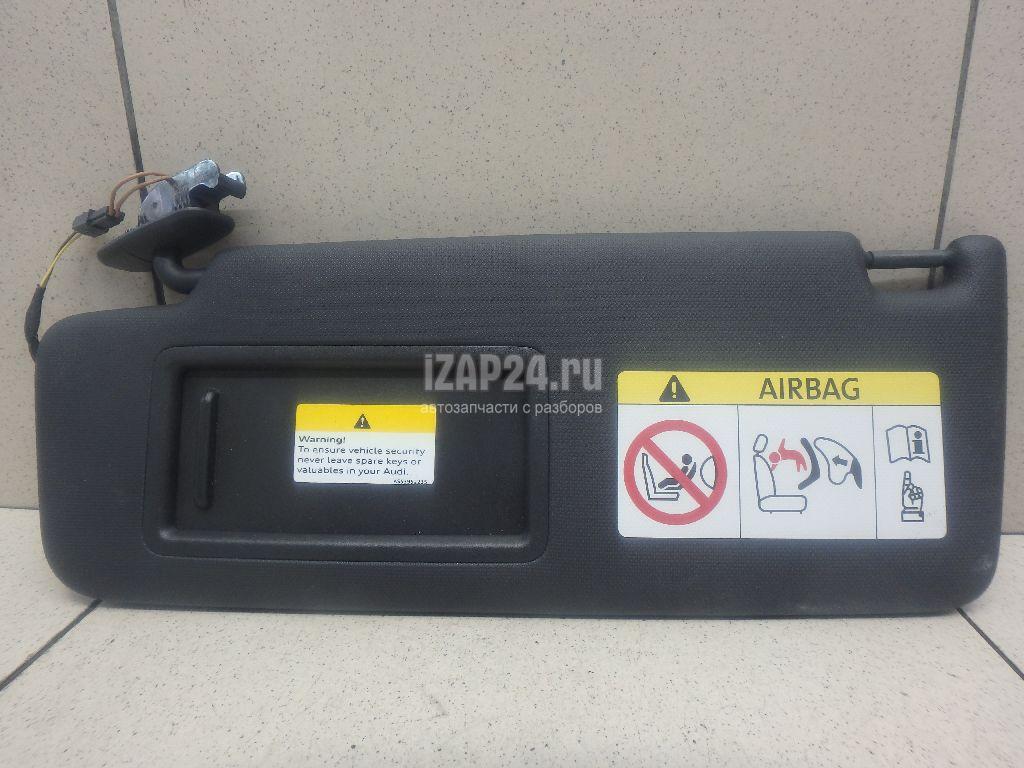 iZAP24.ru
автозапчасти с разборов
AIRBAG
Warning!
To ensure vehicle security
never leave spare keys or
valuables in your Audi.